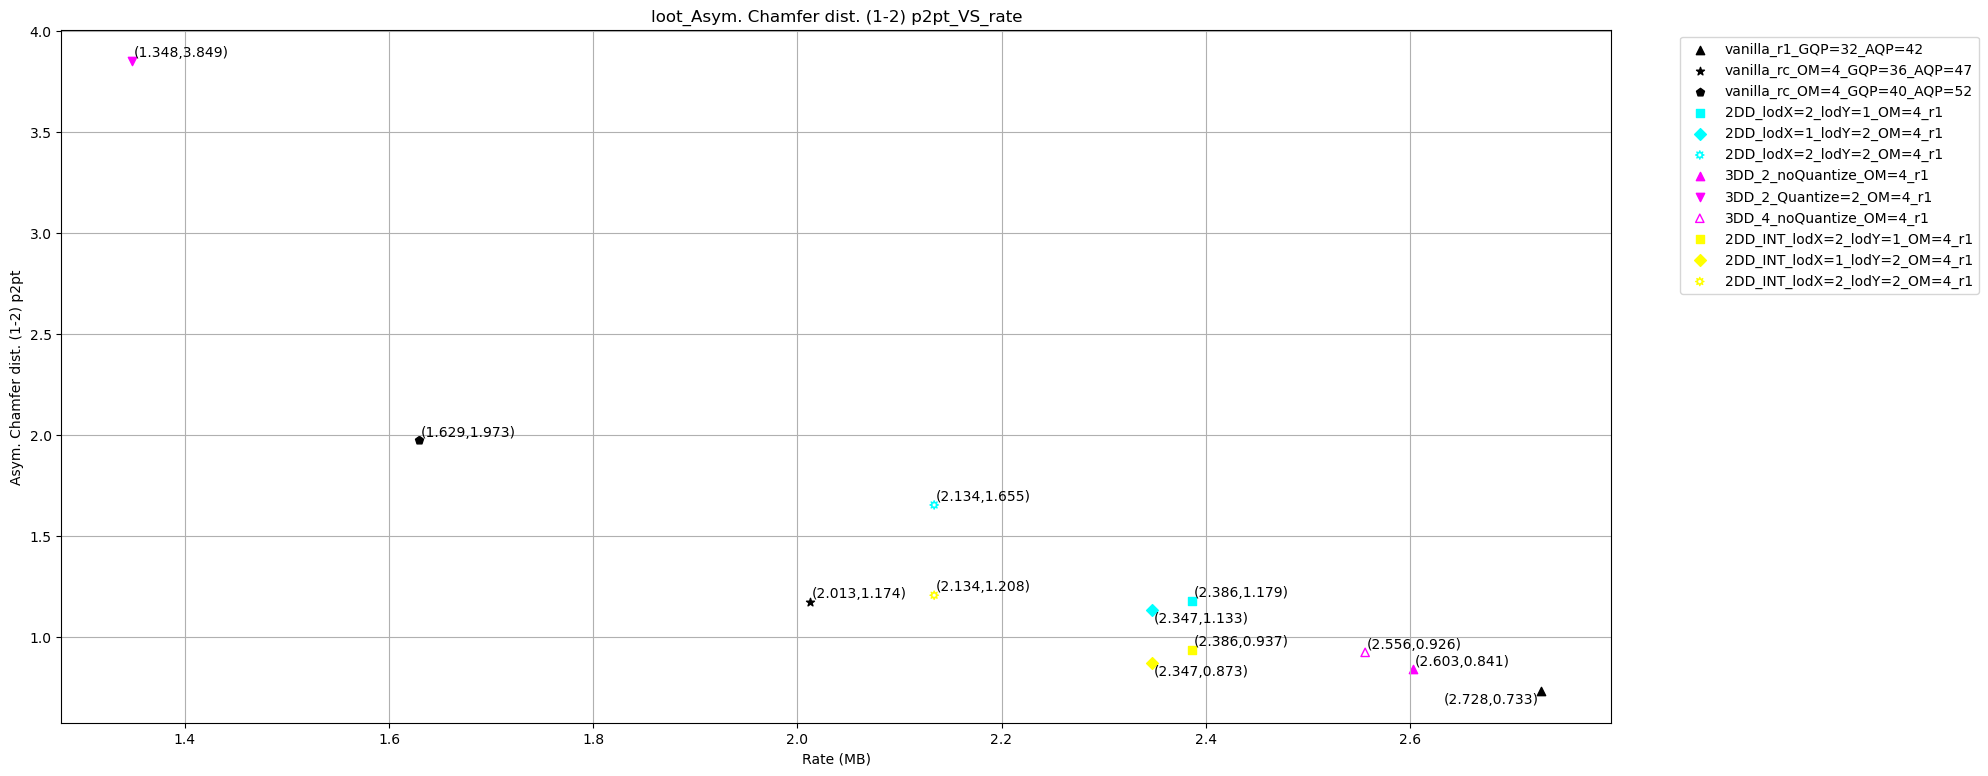 loot_Asym. Chamfer dist. (1-2) p2pt_VS_rate
4.0
3.5
3.0
2.5
2.0
1.5
1.0
Asym. Chamfer dist. (1-2) p2pt
(1.348,3.849)
(1.629,1.973)
(2.134,1.655)
(2.013,1.174)
(2.134,1.208)
(2.386,1.179)
(2.347,1.133)
(2.386,0.937)
(2.347,0.873)
(2.556,0.926)
(2.603,0.841)
(2.728,0.733)
1.4
1.6
1.8
2.0
2.2
2.4
2.6
Rate (MB)
vanilla_r1_GQP=32_AQP=42
vanilla_rc_OM=4_GQP=36_AQP=47
vanilla_rc_OM=4_GQP=40_AQP=52
2DD_lodX=2_lodY=1_OM=4_r1
2DD_lodX=1_lodY=2_OM=4_r1
2DD_lodX=2_lodY=2_OM=4_r1
3DD_2_noQuantize_OM=4_r1
3DD_2_Quantize=2_OM=4_r1
3DD_4_noQuantize_OM=4_r1
2DD_INT_lodX=2_lodY=1_OM=4_r1
2DD_INT_lodX=1_lodY=2_OM=4_r1
2DD_INT_lodX=2_lodY=2_OM=4_r1